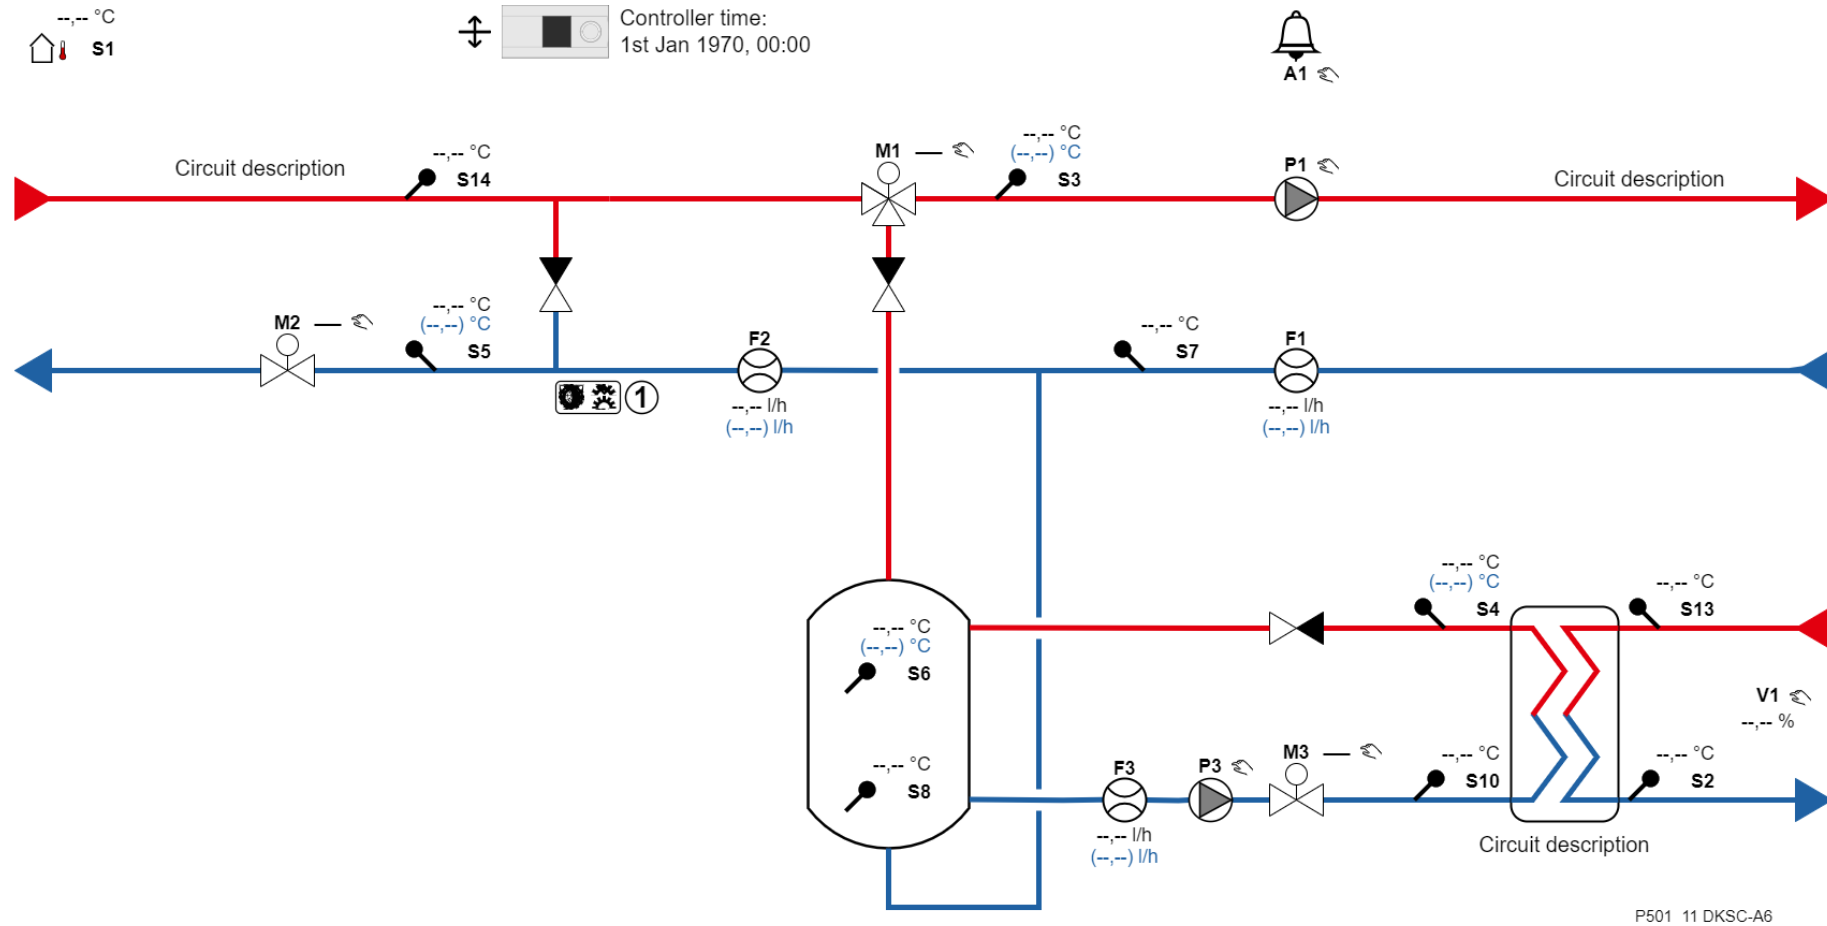 --,-- °C
S1
Controller time:
1st Jan 1970, 00:00
A1
Circuit description
--,-- °C
S14
M1
--,-- °C
(--,--) °C
S3
P1
Circuit description
M2
--,-- °C
(--,--) °C
S5
1
F2
--,-- l/h
(--,--) l/h
--,-- °C
S7
F1
--,-- l/h
(--,--) l/h
--,-- °C
(--,--) °C
S6
--,-- °C
S8
--,-- °C
(--,--) °C
S4
--,-- °C
S13
V1
--,-- %
F3
--,-- l/h
(--,--) l/h
P3
M3
--,-- °C
S10
--,-- °C
S2
Circuit description
P501 11 DKSC-A6